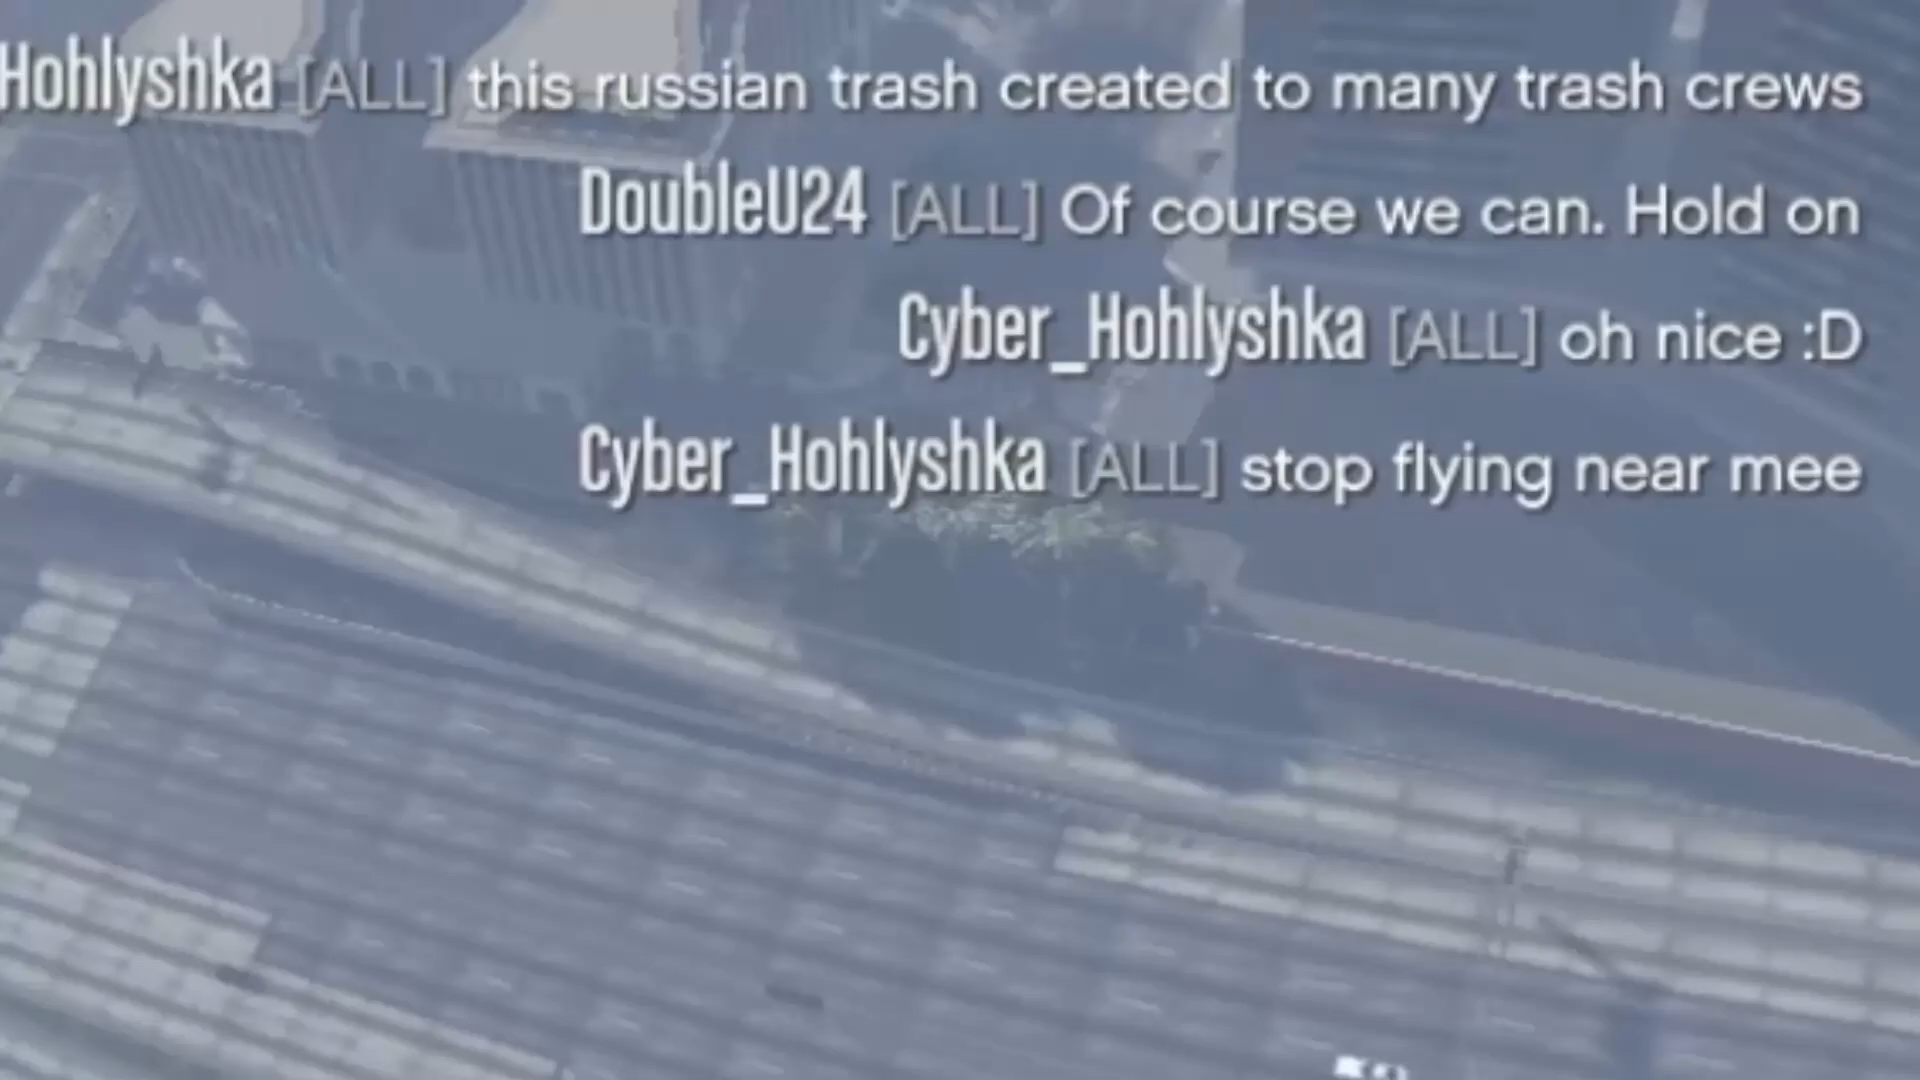 Hohlyshka [ALL] this russian trash created to many trash crews
DoubleU24 [ALL] Of course we can. Hold on
Cyber_Hohlyshka [ALL] oh nice :D
Cyber_Hohlyshka [ALL] stop flying near mee